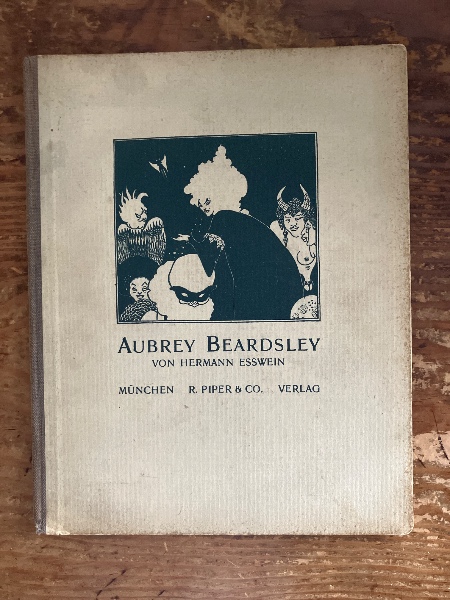 AUBREY BEARDSLEY
VON HERMANN ESSWEIN
MÜNCHEN R. PIPER & CO. VERLAG